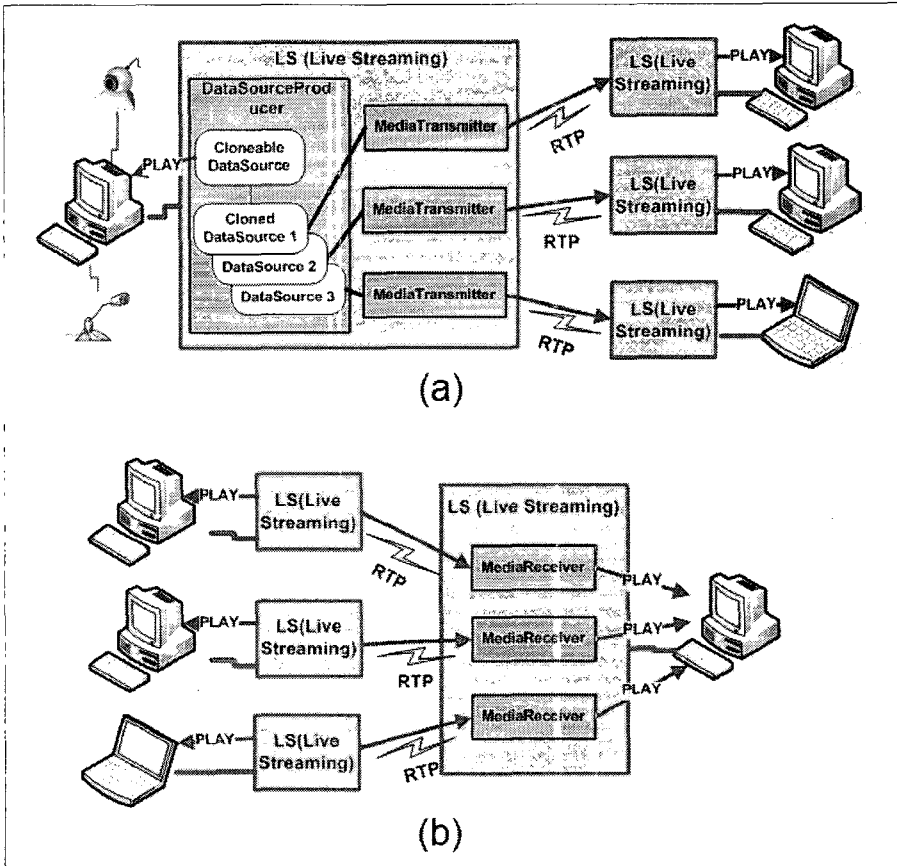 LS (Live Streaming)
DataSourceProd
ucer
PLAY
Cloneable
DataSource
Cloned
DataSource 1
DataSource 2
DataSource 3
MediaTransmitter
MediaTransmitter
MediaTransmitter
RTP
RTP
RTP
LS(Live
Streaming)
PLAY
LS(Live
Streaming)
PLAY
LS(Live
Streaming)
PLAY
(a)
PLAY
LS(Live
Streaming)
RTP
PLAY
LS(Live
Streaming)
RTP
PLAY
LS(Live
Streaming)
RTP
LS (Live Streaming)
MediaReceiver
PLAY
MediaReceiver
PLAY
MediaReceiver
PLAY
(b)